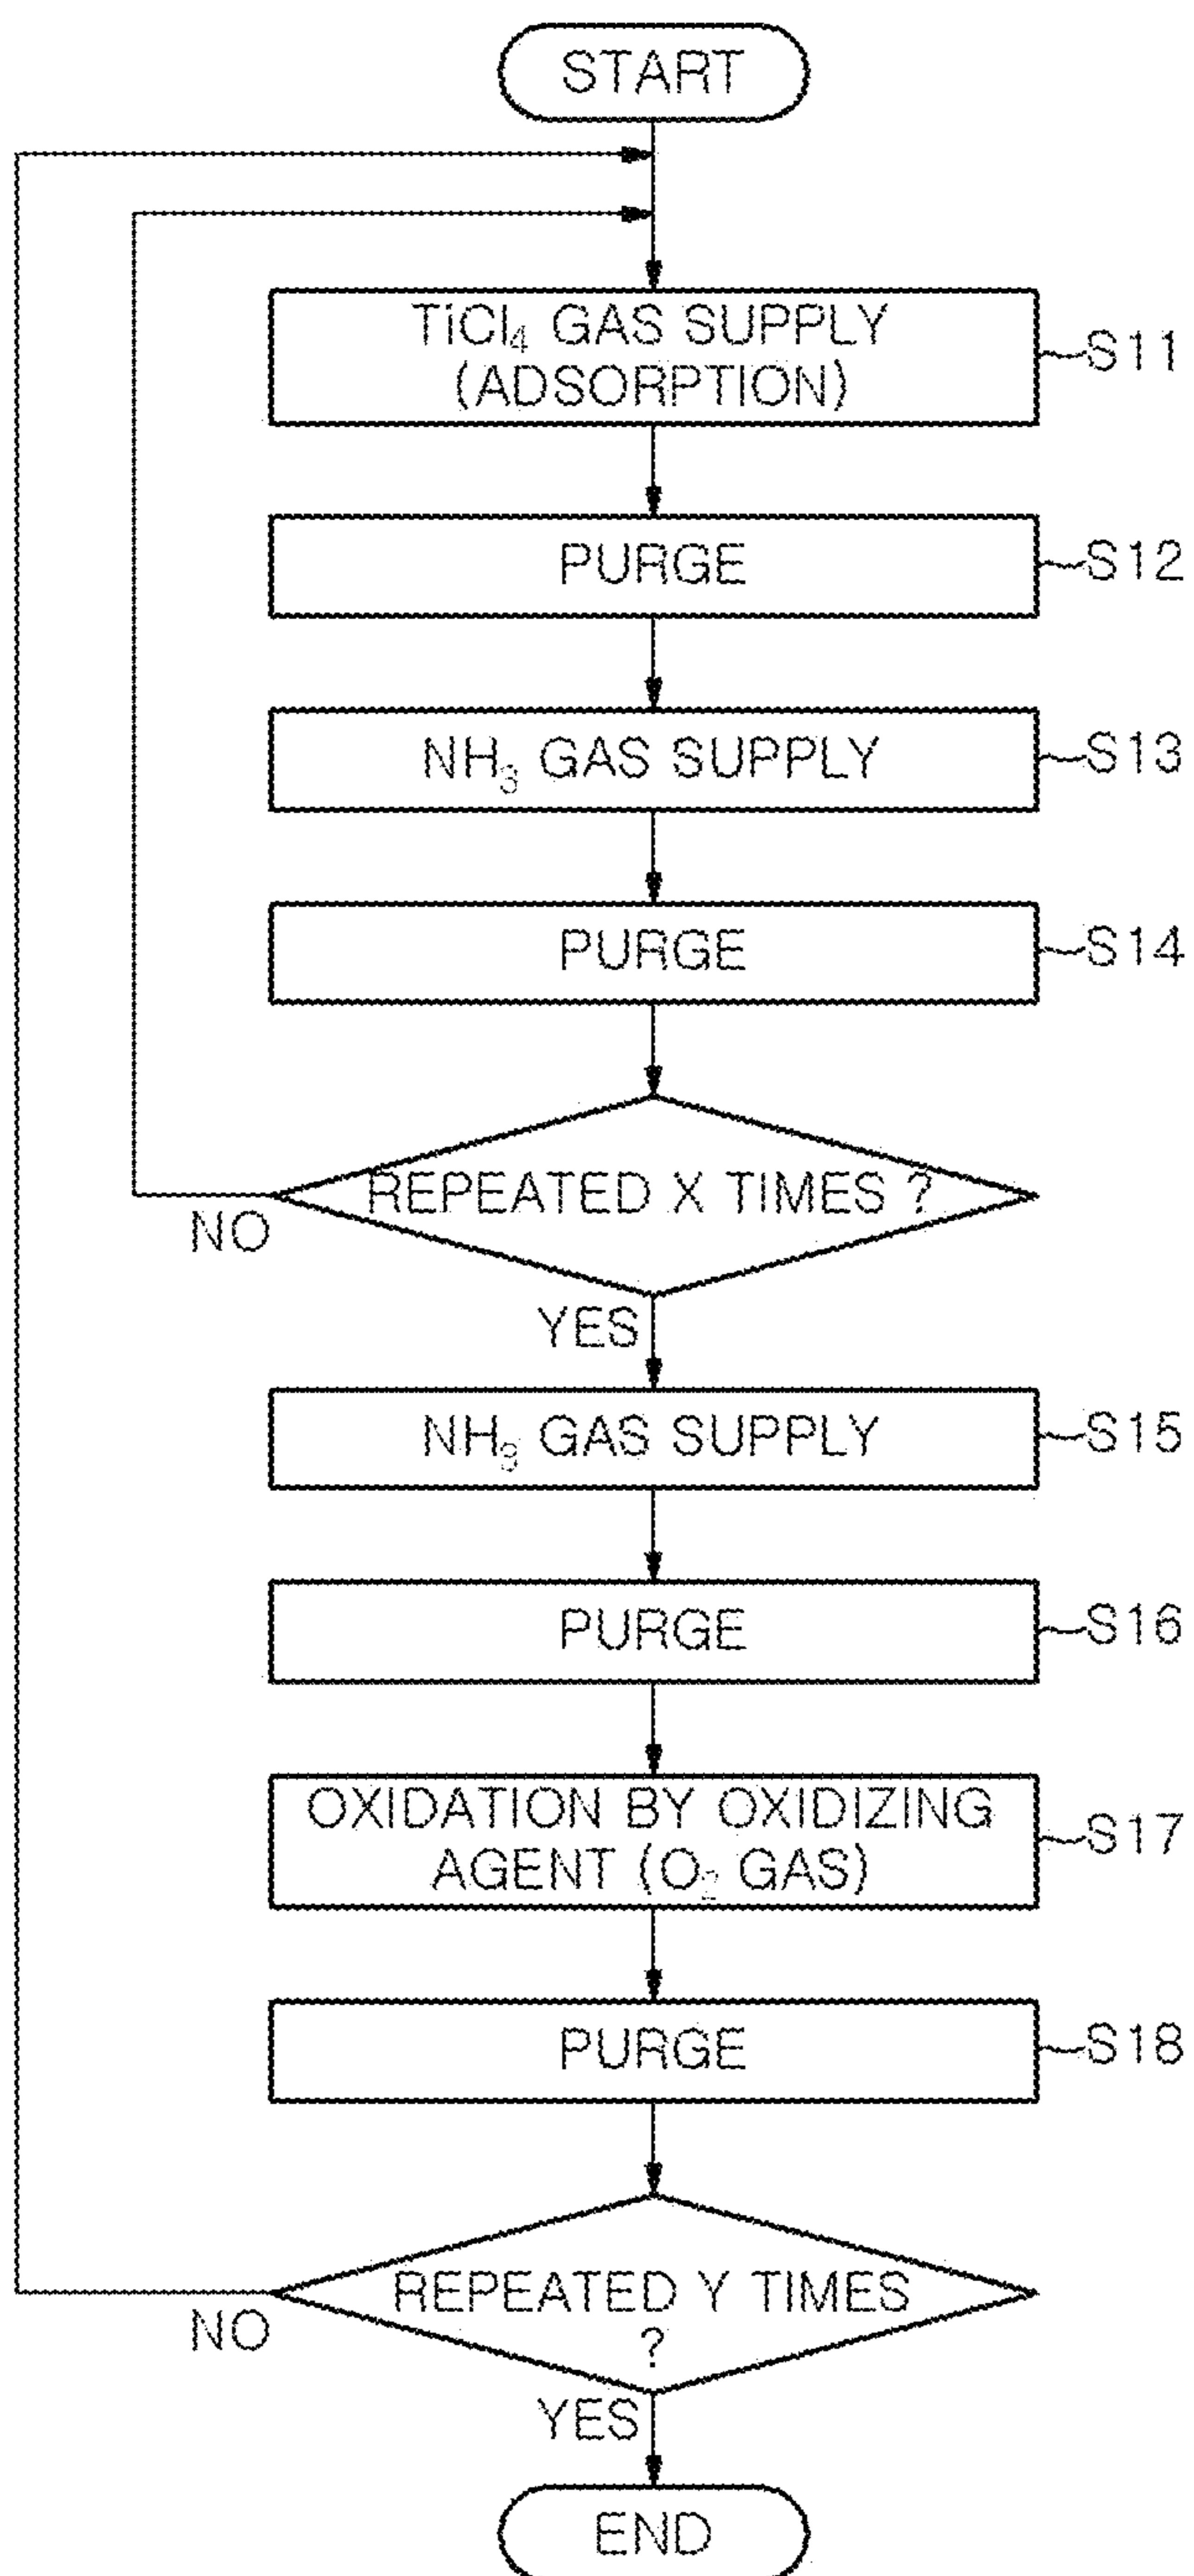 START
TiCl₄ GAS SUPPLY
(ADSORPTION)
S11
PURGE
S12
NH₃ GAS SUPPLY
S13
PURGE
S14
REPEATED X TIMES ?
NO
YES
NH₃ GAS SUPPLY
S15
PURGE
S16
OXIDATION BY OXIDIZING
AGENT (O₂ GAS)
S17
PURGE
S18
REPEATED Y TIMES
?
NO
YES
END